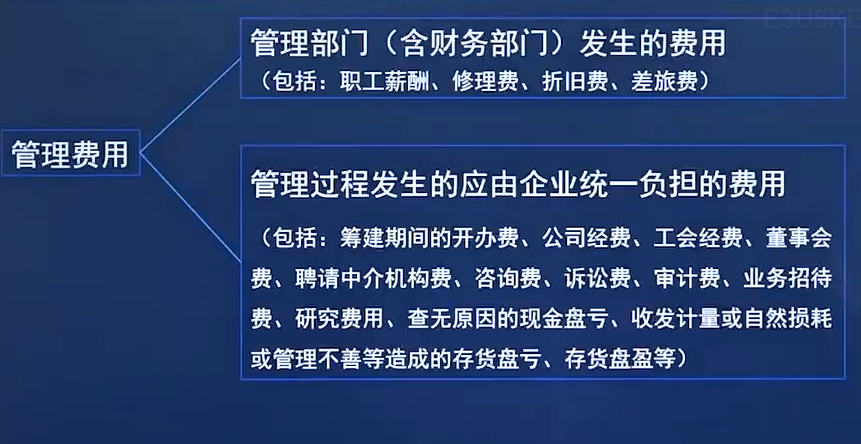 管理部门（含财务部门）发生的费用
（包括：职工薪酬、修理费、折旧费、差旅费）
管理费用
管理过程发生的应由企业统一负担的费用
（包括：筹建期间的开办费、公司经费、工会经费、董事会
费、聘请中介机构费、咨询费、诉讼费、审计费、业务招待
费、研究费用、查无原因的现金盘亏、收发计量或自然损耗
或管理不善等造成的存货盘亏、存货盘盈等）